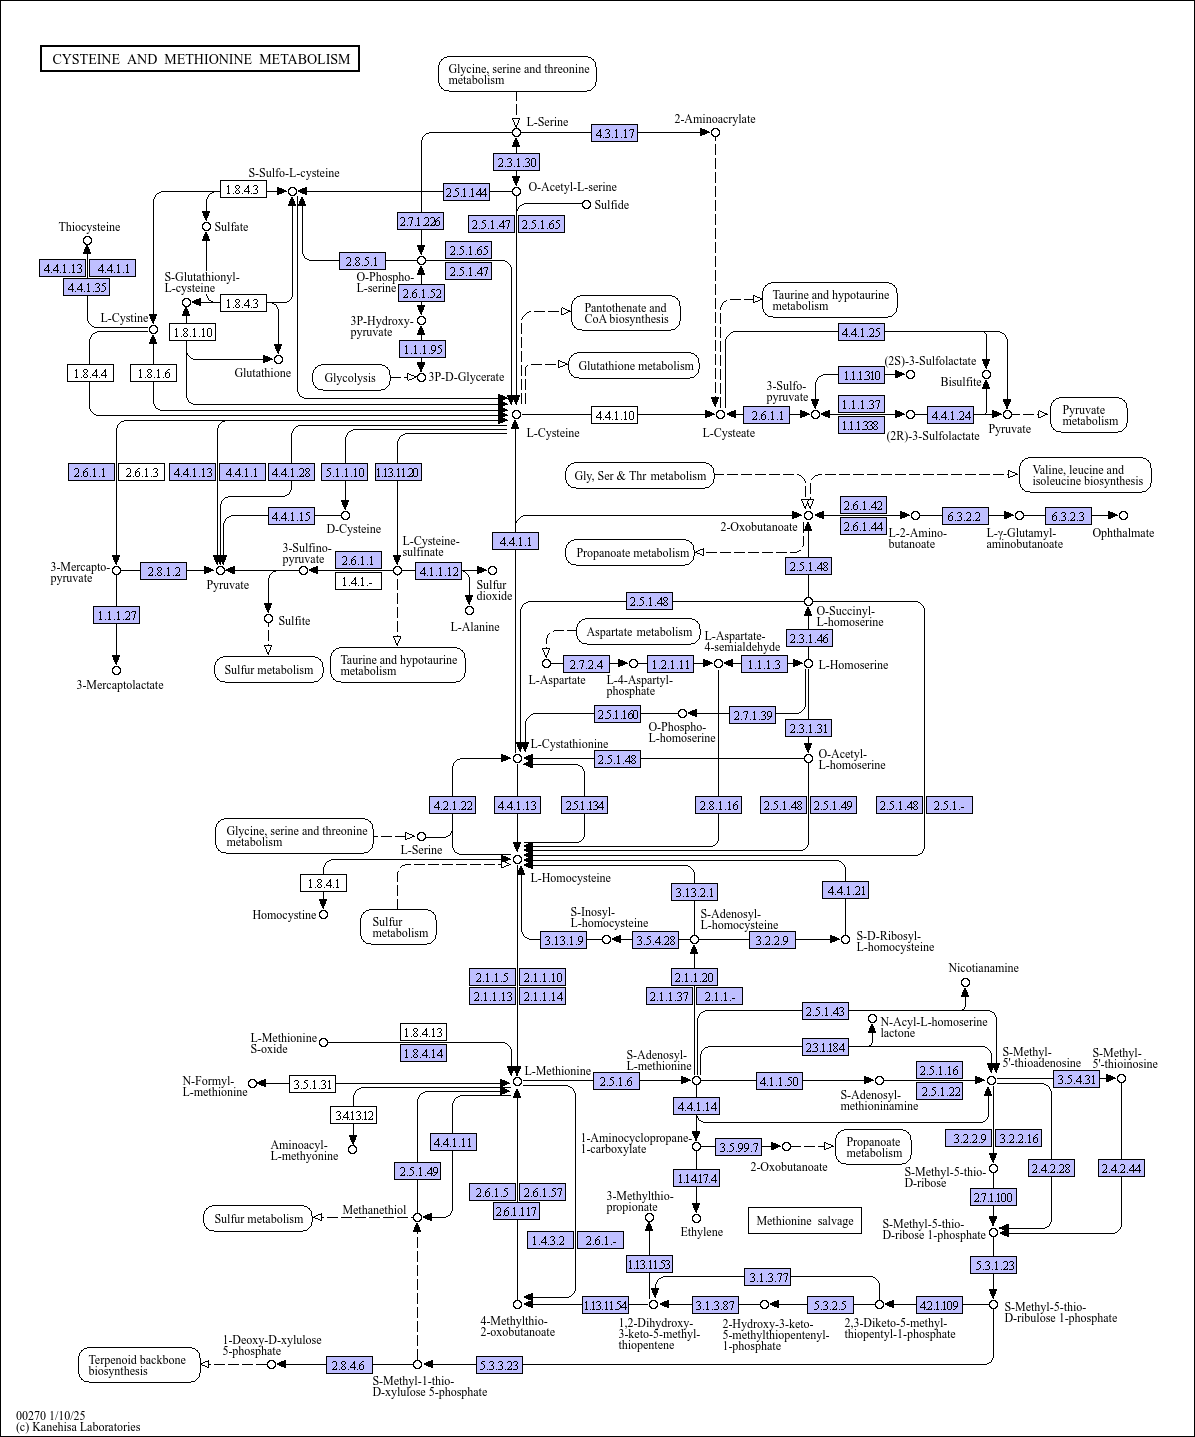 CYSTEINE AND METHIONINE METABOLISM
Glycine, serine and threonine
metabolism
L-Serine
4.3.1.17
2-Aminoacrylate
2.3.1.30
S-Sulfo-L-cysteine
1.8.4.3
2.5.1.144
O-Acetyl-L-serine
Sulfide
Thiocysteine
Sulfate
2.7.1.226
2.5.1.47
2.5.1.65
4.4.1.13
4.4.1.1
4.4.1.35
2.8.5.1
2.5.1.65
2.5.1.47
S-Glutathionyl-
L-cysteine
O-Phospho-
L-serine
2.6.1.52
1.8.4.3
Pantothenate and
CoA biosynthesis
Taurine and hypotaurine
metabolism
L-Cystine
1.8.1.10
3P-Hydroxy-
pyruvate
4.4.1.25
1.1.1.95
Glutathione
1.8.4.4
1.8.1.6
Glycolysis
3P-D-Glycerate
Glutathione metabolism
(2S)-3-Sulfolactate
1.1.1.310
Bisulfite
3-Sulfo-
pyruvate
1.1.1.37
4.4.1.10
2.6.1.1
1.1.1.338
4.4.1.24
Pyruvate
metabolism
L-Cysteine
L-Cysteate
(2R)-3-Sulfolactate
Pyruvate
2.6.1.1
2.6.1.3
4.4.1.13
4.4.1.1
4.4.1.28
5.1.1.10
1.13.11.20
Gly, Ser & Thr metabolism
Valine, leucine and
isoleucine biosynthesis
4.4.1.15
D-Cysteine
2-Oxobutanoate
2.6.1.42
2.6.1.44
L-2-Amino-
butanoate
6.3.2.2
L-γ-Glutamyl-
aminobutanoate
6.3.2.3
Ophthalmate
4.4.1.1
Propanoate metabolism
3-Mercapto-
pyruvate
2.8.1.2
Pyruvate
3-Sulfino-
pyruvate
2.6.1.1
1.4.1.-
L-Cysteine-
sulfinate
4.1.1.12
Sulfur
dioxide
2.5.1.48
1.1.1.27
Sulfite
L-Alanine
2.5.1.48
O-Succinyl-
L-homoserine
Aspartate metabolism
L-Aspartate-
4-semialdehyde
2.3.1.46
3-Mercaptolactate
Sulfur metabolism
Taurine and hypotaurine
metabolism
2.7.2.4
1.2.1.11
1.1.1.3
L-Homoserine
L-Aspartate
L-4-Aspartyl-
phosphate
2.5.1.160
2.7.1.39
O-Phospho-
L-homoserine
2.3.1.31
L-Cystathionine
2.5.1.48
O-Acetyl-
L-homoserine
4.2.1.22
4.4.1.13
2.5.1.134
2.8.1.16
2.5.1.48
2.5.1.49
2.5.1.48
2.5.1.-
Glycine, serine and threonine
metabolism
L-Serine
1.8.4.1
L-Homocysteine
3.13.2.1
4.4.1.21
Homocystine
Sulfur
metabolism
S-Inosyl-
L-homocysteine
S-Adenosyl-
L-homocysteine
3.13.1.9
3.5.4.28
3.2.2.9
S-D-Ribosyl-
L-homocysteine
2.1.1.5
2.1.1.10
2.1.1.13
2.1.1.14
2.1.1.20
2.1.1.37
2.1.1.-
Nicotianamine
2.5.1.43
N-Acyl-L-homoserine
lactone
L-Methionine
S-oxide
1.8.4.13
1.8.4.14
2.3.1.184
L-Methionine
S-Adenosyl-
L-methionine
S-Methyl-
5'-thioadenosine
S-Methyl-
5'-thioinosine
N-Formyl-
L-methionine
3.5.1.31
2.5.1.6
4.1.1.50
S-Adenosyl-
methioninamine
2.5.1.16
2.5.1.22
3.5.4.31
3.4.13.12
4.4.1.14
Aminoacyl-
L-methyonine
4.4.1.11
1-Aminocyclopropane-
1-carboxylate
3.5.99.7
2-Oxobutanoate
Propanoate
metabolism
3.2.2.9
3.2.2.16
2.5.1.49
1.14.17.4
S-Methyl-5-thio-
D-ribose
2.4.2.28
2.4.2.44
2.6.1.5
2.6.1.57
2.6.1.117
2.7.1.100
3-Methylthio-
propionate
Sulfur metabolism
Methanethiol
Ethylene
Methionine salvage
S-Methyl-5-thio-
D-ribose 1-phosphate
1.4.3.2
2.6.1.-
1.13.11.53
5.3.1.23
3.1.3.77
1.13.11.54
3.1.3.87
5.3.2.5
4.2.1.109
4-Methylthio-
2-oxobutanoate
1,2-Dihydroxy-
3-keto-5-methyl-
thiopentene
2-Hydroxy-3-keto-
5-methylthiopentenyl-
1-phosphate
2,3-Diketo-5-methyl-
thiopentyl-1-phosphate
S-Methyl-5-thio-
D-ribulose 1-phosphate
1-Deoxy-D-xylulose
5-phosphate
Terpenoid backbone
biosynthesis
2.8.4.6
5.3.3.23
S-Methyl-1-thio-
D-xylulose 5-phosphate
00270 1/10/25
(c) Kanehisa Laboratories